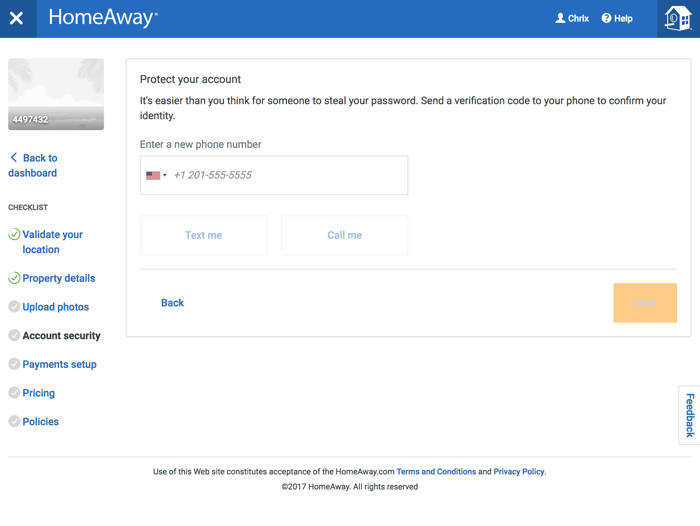 HomeAway
Chrix
Help
4497432
Back to
dashboard
CHECKLIST
Validate your
location
Property details
Upload photos
Account security
Payments setup
Pricing
Policies
Protect your account
It's easier than you think for someone to steal your password. Send a verification code to your phone to confirm your
identity.
Enter a new phone number
+1 201-555-5555
Text me
Call me
Back
Feedback
Use of this Web site constitutes acceptance of the HomeAway.com Terms and Conditions and Privacy Policy.
©2017 HomeAway. All rights reserved